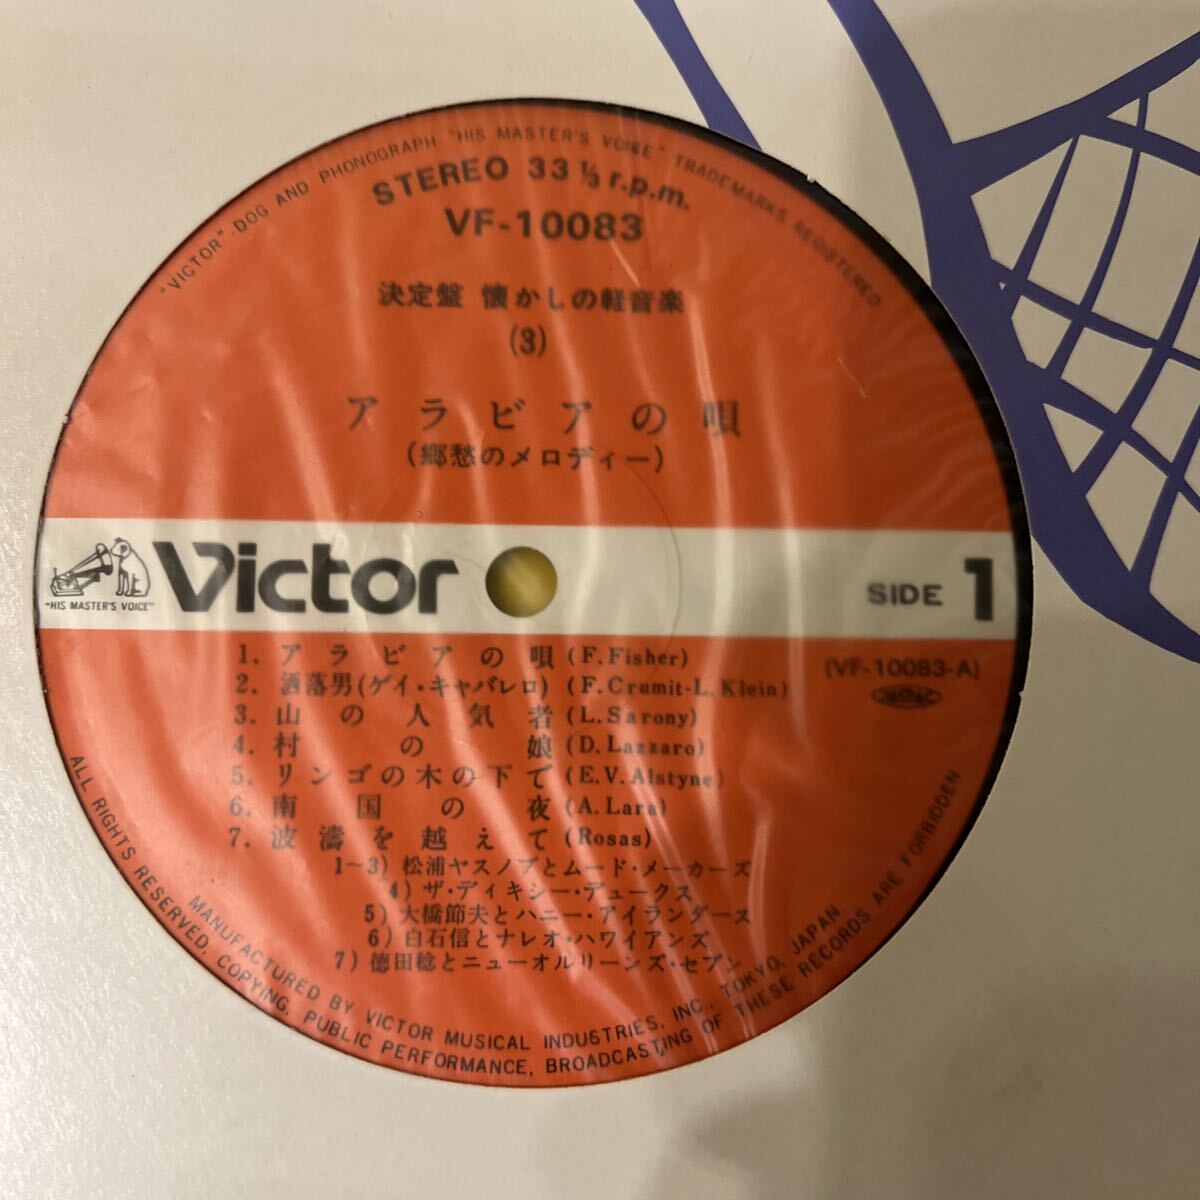 "VICTOR"·DOG AND PHONOGRAPH "HIS MASTER'S VOICE" TRADEMARKS REGISTERED
STEREO 33 1/3 r.p.m.
VF-10083
決定盤 懐かしの軽音楽
(3)
アラビアの唄
(郷愁のメロディー)
"HIS MASTER'S VOICE"
Victor
SIDE 1
(VF-10083-A)
1. アラビアの唄(F. Fisher)
2. 洒落男(ゲイ・キャバレロ)(F. Crumit-L. Klein)
3. 山の人気者(L. Sarony)
4. 村の娘(D. Lazzaro)
5. リンゴの木の下で(E.V. Alstyne)
6. 南国の夜(A. Lara)
7. 波濤を越えて(Rosas)
1~3) 松浦ヤスノブとムード・メーカーズ
4) ザ・ディキシー・デュークス
5) 大橋節夫とハニー・アイランダース
6) 白石信とナレオ・ハワイアンズ
7) 徳田稔とニューオルリーンズ・セブン
MANUFACTURED BY VICTOR MUSICAL INDUSTRIES, INC., TOKYO, JAPAN
ALL RIGHTS RESERVED, COPYING, PUBLIC PERFORMANCE, BROADCASTING OF THESE RECORDS ARE FORBIDDEN